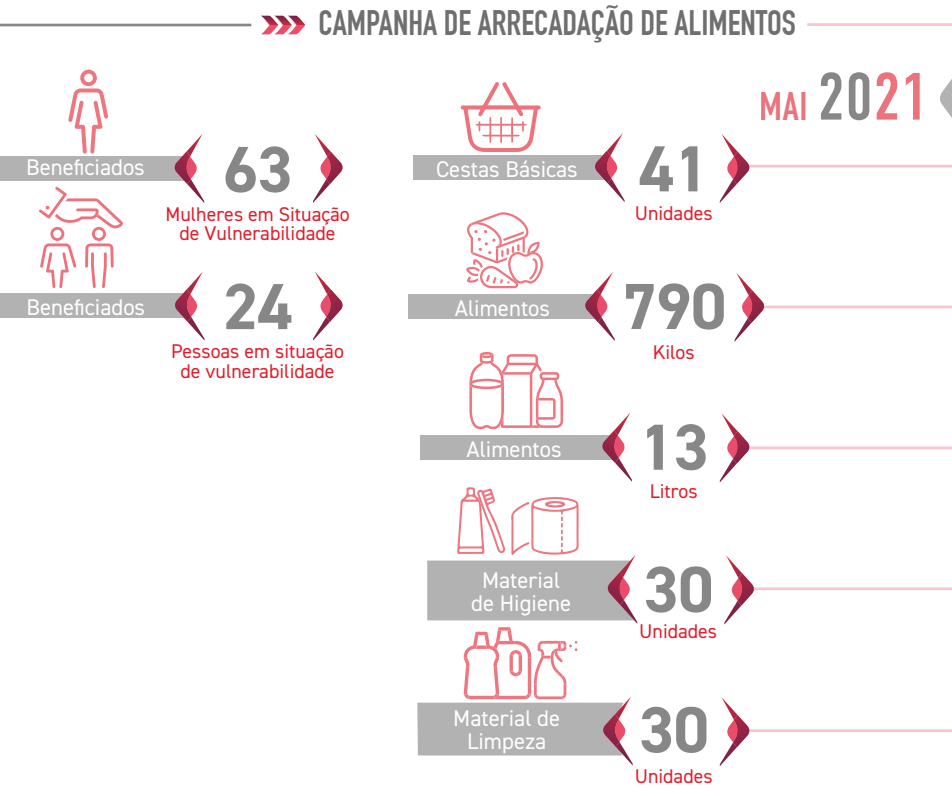 CAMPANHA DE ARRECADAÇÃO DE ALIMENTOS
MAI 2021
Beneficiados
63
Mulheres em Situação
de Vulnerabilidade
Beneficiados
24
Pessoas em situação
de vulnerabilidade
Cestas Básicas
41
Unidades
Alimentos
790
Kilos
Alimentos
13
Litros
Material
de Higiene
30
Unidades
Material de
Limpeza
30
Unidades